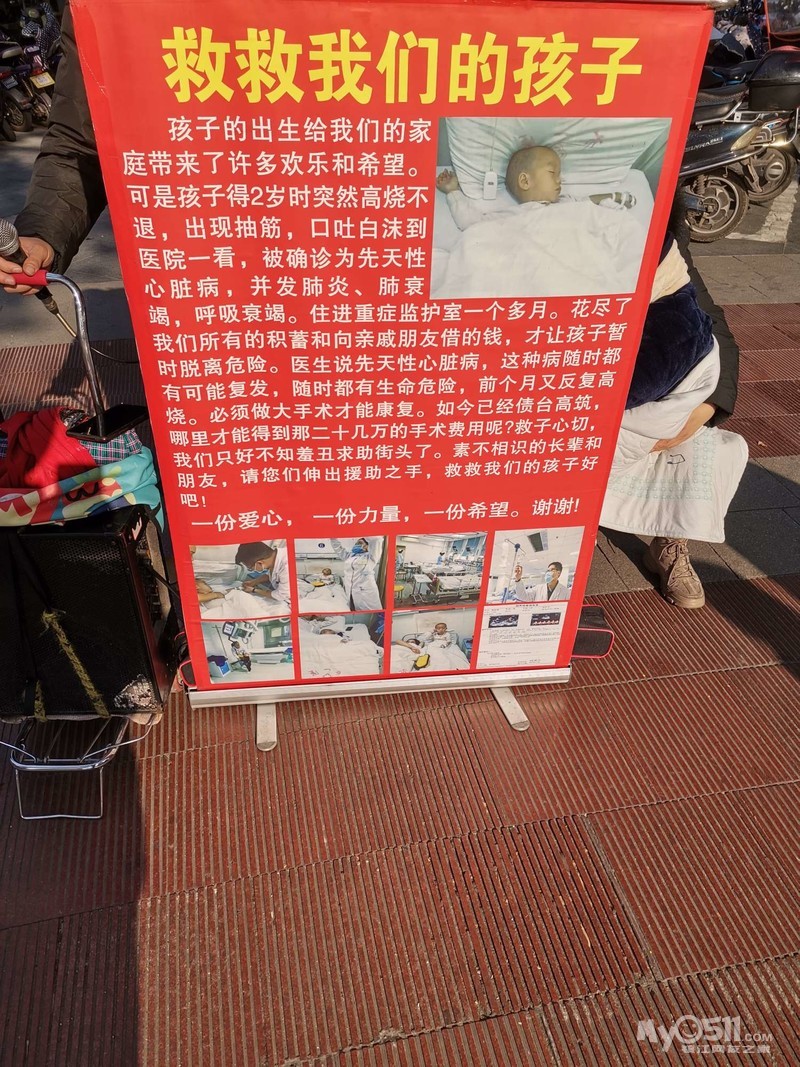 救救我们的孩子
孩子的出生给我们的家
庭带来了许多欢乐和希望。
可是孩子得2岁时突然高烧不
退，出现抽筋，口吐白沫到
医院一看，被确诊为先天性
心脏病，并发肺炎、肺衰
竭，呼吸衰竭。住进重症监护室一个多月。花尽了
我们所有的积蓄和向亲戚朋友借的钱，才让孩子暂
时脱离危险。医生说先天性心脏病，这种病随时都
有可能复发，随时都有生命危险，前个月又反复高
烧。必须做大手术才能康复。如今已经债台高筑，
哪里才能得到那二十几万的手术费用呢?救子心切，
我们只好不知羞丑求助街头了。素不相识的长辈和
朋友，请您们伸出援助之手，救救我们的孩子好
吧!
一份爱心，一份力量，一份希望。谢谢!
MY0511.COM